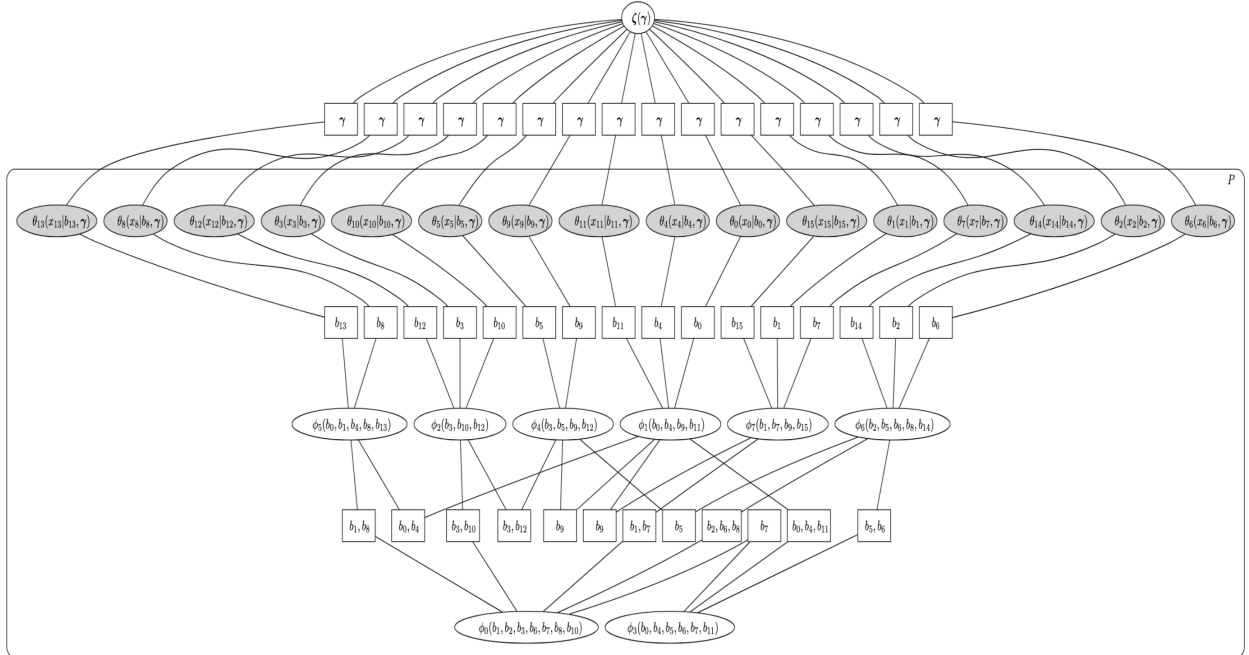 ζ(γ)
γ γ γ γ γ γ γ γ γ γ γ γ γ γ γ γ
P
θ₁₃(x₁₃|b₁₃, γ) θ₈(x₈|b₈, γ) θ₁₂(x₁₂|b₁₂, γ) θ₃(x₃|b₃, γ) θ₁₀(x₁₀|b₁₀, γ) θ₅(x₅|b₅, γ) θ₉(x₉|b₉, γ) θ₁₁(x₁₁|b₁₁, γ) θ₄(x₄|b₄, γ) θ₀(x₀|b₀, γ) θ₁₅(x₁₅|b₁₅, γ) θ₁(x₁|b₁, γ) θ₇(x₇|b₇, γ) θ₁₄(x₁₄|b₁₄, γ) θ₂(x₂|b₂, γ) θ₆(x₆|b₆, γ)
b₁₃ b₈ b₁₂ b₃ b₁₀ b₅ b₉ b₁₁ b₄ b₀ b₁₅ b₁ b₇ b₁₄ b₂ b₆
ϕ₅(b₀, b₁, b₄, b₈, b₁₃) ϕ₂(b₃, b₁₀, b₁₂) ϕ₄(b₃, b₅, b₉, b₁₂) ϕ₁(b₀, b₄, b₉, b₁₁) ϕ₇(b₁, b₇, b₉, b₁₅) ϕ₆(b₂, b₅, b₆, b₈, b₁₄)
b₁, b₈ b₀, b₄ b₃, b₁₀ b₃, b₁₂ b₉ b₉ b₁, b₇ b₅ b₂, b₆, b₈ b₇ b₀, b₄, b₁₁ b₅, b₆
ϕ₀(b₁, b₂, b₃, b₆, b₇, b₈, b₁₀) ϕ₃(b₀, b₄, b₅, b₆, b₇, b₁₁)